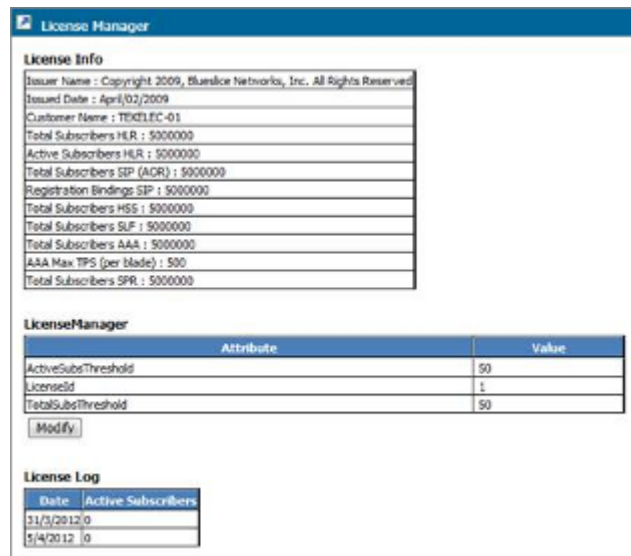 License Manager
License Info
Issuer Name : Copyright 2009, Blueslice Networks, Inc. All Rights Reserved
Issued Date : April/02/2009
Customer Name : TEKELEC-01
Total Subscribers HLR : 5000000
Active Subscribers HLR : 5000000
Total Subscribers SIP (AOR) : 5000000
Registration Bindings SIP : 5000000
Total Subscribers HSS : 5000000
Total Subscribers SLF : 5000000
Total Subscribers AAA : 5000000
AAA Max TPS (per blade) : 500
Total Subscribers SPR : 5000000
LicenseManager
Attribute Value
ActiveSubsThreshold 50
LicenseId 1
TotalSubsThreshold 50
Modify
License Log
Date Active Subscribers
31/3/2012 0
5/4/2012 0